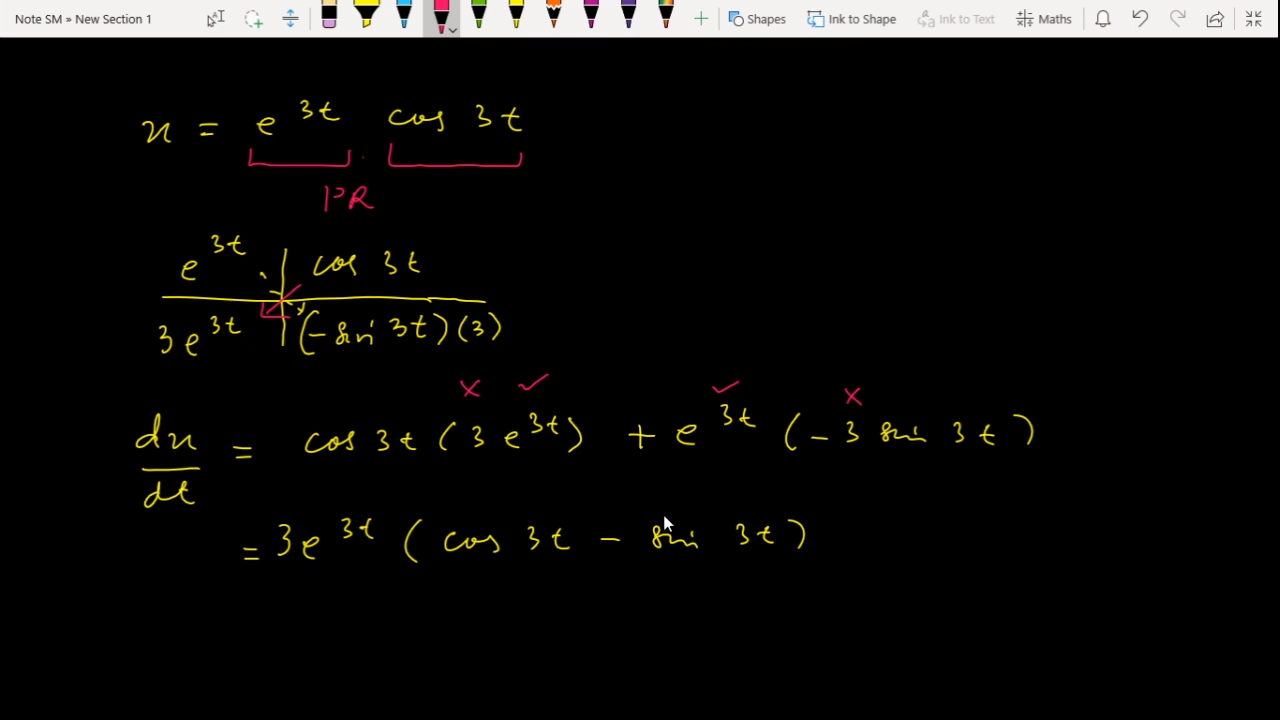 Note SM » New Section 1 Shapes Ink to Shape Ink to Text Maths
x = e^{3t} cos 3t
PR
e^{3t} . cos 3t
3e^{3t} (-sin 3t)(3)
× ✓ ✓ ×
dx/dt = cos 3t (3 e^{3t}) + e^{3t} (-3 sin 3t)
= 3e^{3t} (cos 3t - sin 3t)